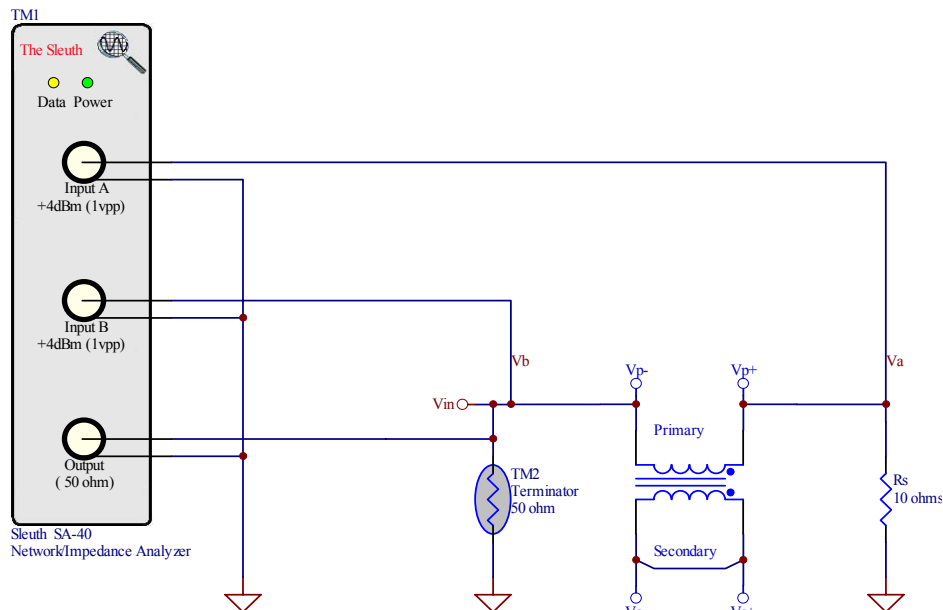 TM1
The Sleuth
Data Power
Input A
+4dBm (1vpp)
Input B
+4dBm (1vpp)
Output
( 50 ohm)
Sleuth SA-40
Network/Impedance Analyzer
Vb
Va
Vin
Vp-
Vp+
Primary
TM2
Terminator
50 ohm
Rs
10 ohms
Secondary